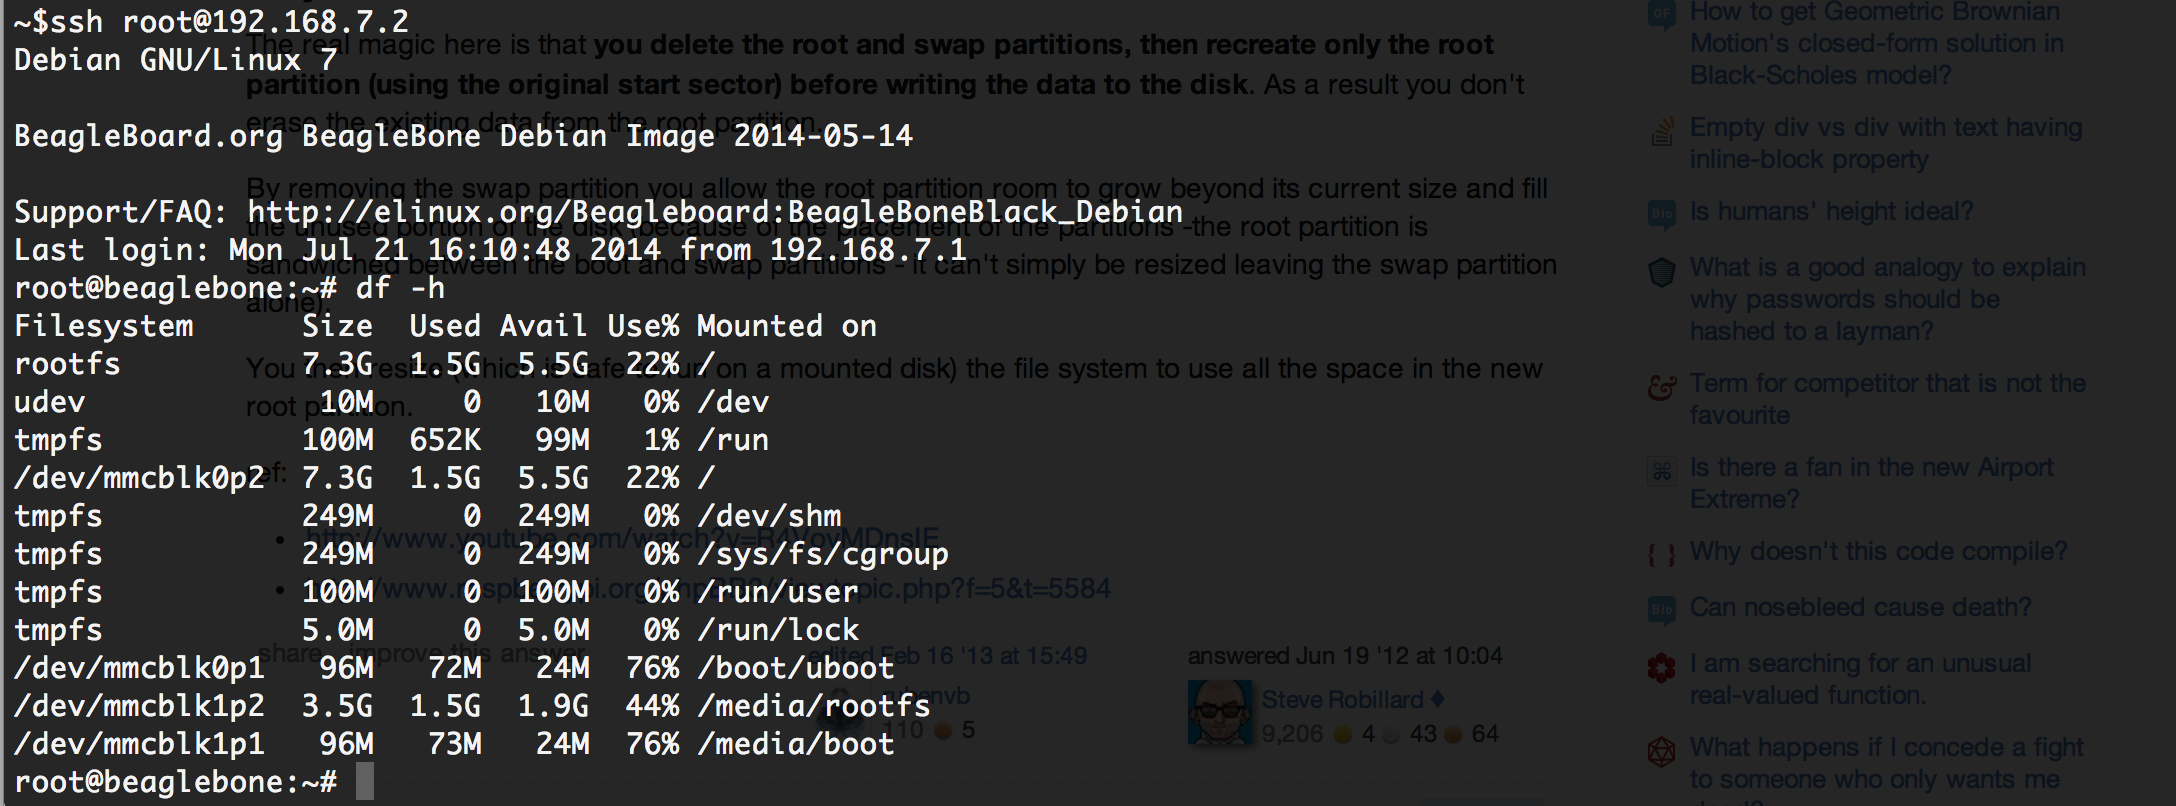 ~$ssh root@192.168.7.2
Debian GNU/Linux 7
BeagleBoard.org BeagleBone Debian Image 2014-05-14
Support/FAQ: http://elinux.org/Beagleboard:BeagleBoneBlack_Debian
Last login: Mon Jul 21 16:10:48 2014 from 192.168.7.1
root@beaglebone:~# df -h
Filesystem Size Used Avail Use% Mounted on
rootfs 7.3G 1.5G 5.5G 22% /
udev 10M 0 10M 0% /dev
tmpfs 100M 652K 99M 1% /run
/dev/mmcblk0p2 7.3G 1.5G 5.5G 22% /
tmpfs 249M 0 249M 0% /dev/shm
tmpfs 249M 0 249M 0% /sys/fs/cgroup
tmpfs 100M 0 100M 0% /run/user
tmpfs 5.0M 0 5.0M 0% /run/lock
/dev/mmcblk0p1 96M 72M 24M 76% /boot/uboot
/dev/mmcblk1p2 3.5G 1.5G 1.9G 44% /media/rootfs
/dev/mmcblk1p1 96M 73M 24M 76% /media/boot
root@beaglebone:~#
The real magic here is that you delete the root and swap partitions, then recreate only the root
partition (using the original start sector) before writing the data to the disk. As a result you don't
erase the existing data from the root partition.
By removing the swap partition you allow the root partition room to grow beyond its current size and fill
the unused portion of the disk (because of the placement of the partitions -the root partition is
sandwiched between the boot and swap partitions - it can't simply be resized leaving the swap partition
alone).
You then resize (which is safe to run on a mounted disk) the file system to use all the space in the new
root partition.
ref:
share improve this answer
edited Feb 16 '13 at 15:49
rubenvb
110 5
answered Jun 19 '12 at 10:04
Steve Robillard ♦
9,206 4 43 64
How to get Geometric Brownian
Motion's closed-form solution in
Black-Scholes model?
Empty div vs div with text having
inline-block property
Is humans' height ideal?
What is a good analogy to explain
why passwords should be
hashed to a layman?
Term for competitor that is not the
favourite
Is there a fan in the new Airport
Extreme?
Why doesn't this code compile?
Can nosebleed cause death?
I am searching for an unusual
real-valued function.
What happens if I concede a fight
to someone who only wants me